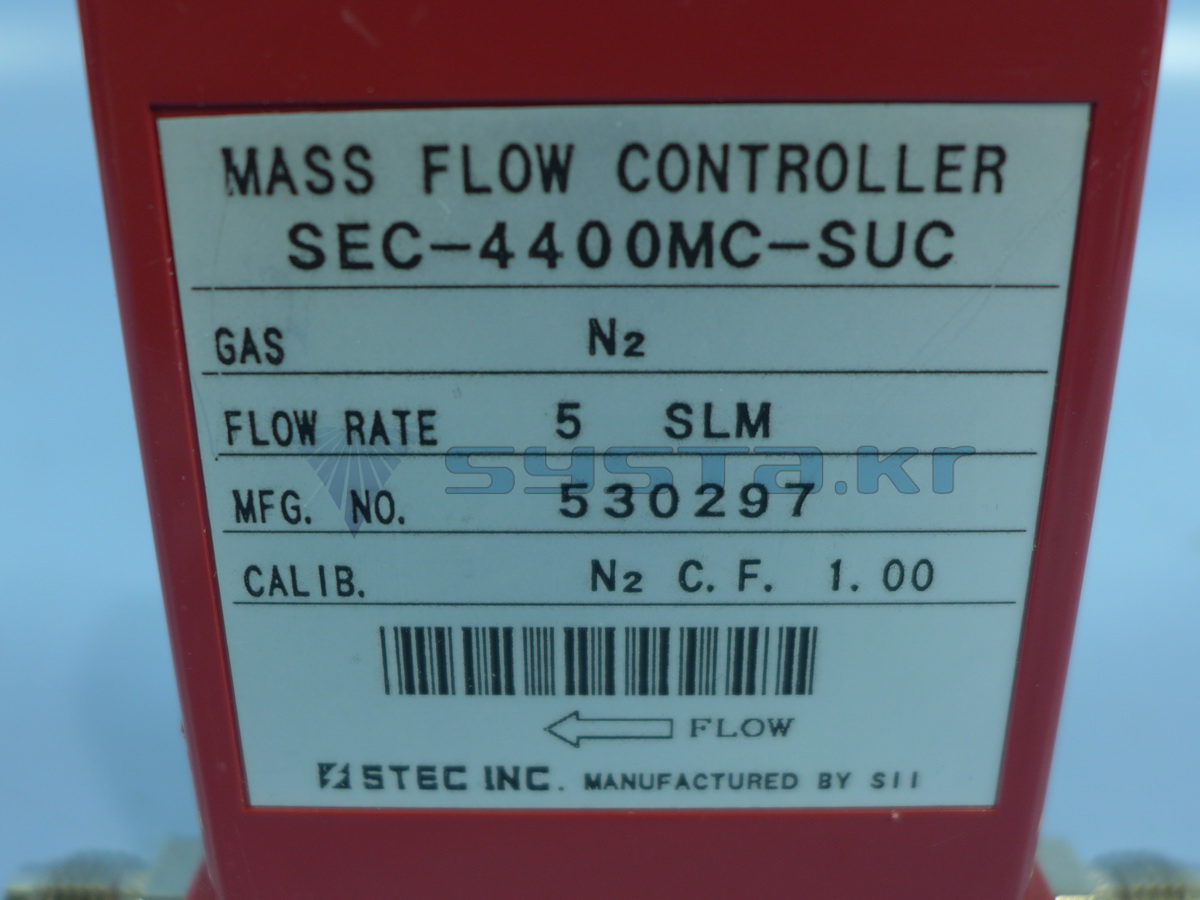 MASS FLOW CONTROLLER
SEC-4400MC-SUC
GAS N2
FLOW RATE 5 SLM
systa.kr
MFG. NO. 530297
CALIB. N2 C.F. 1.00
FLOW
STEC INC. MANUFACTURED BY SII